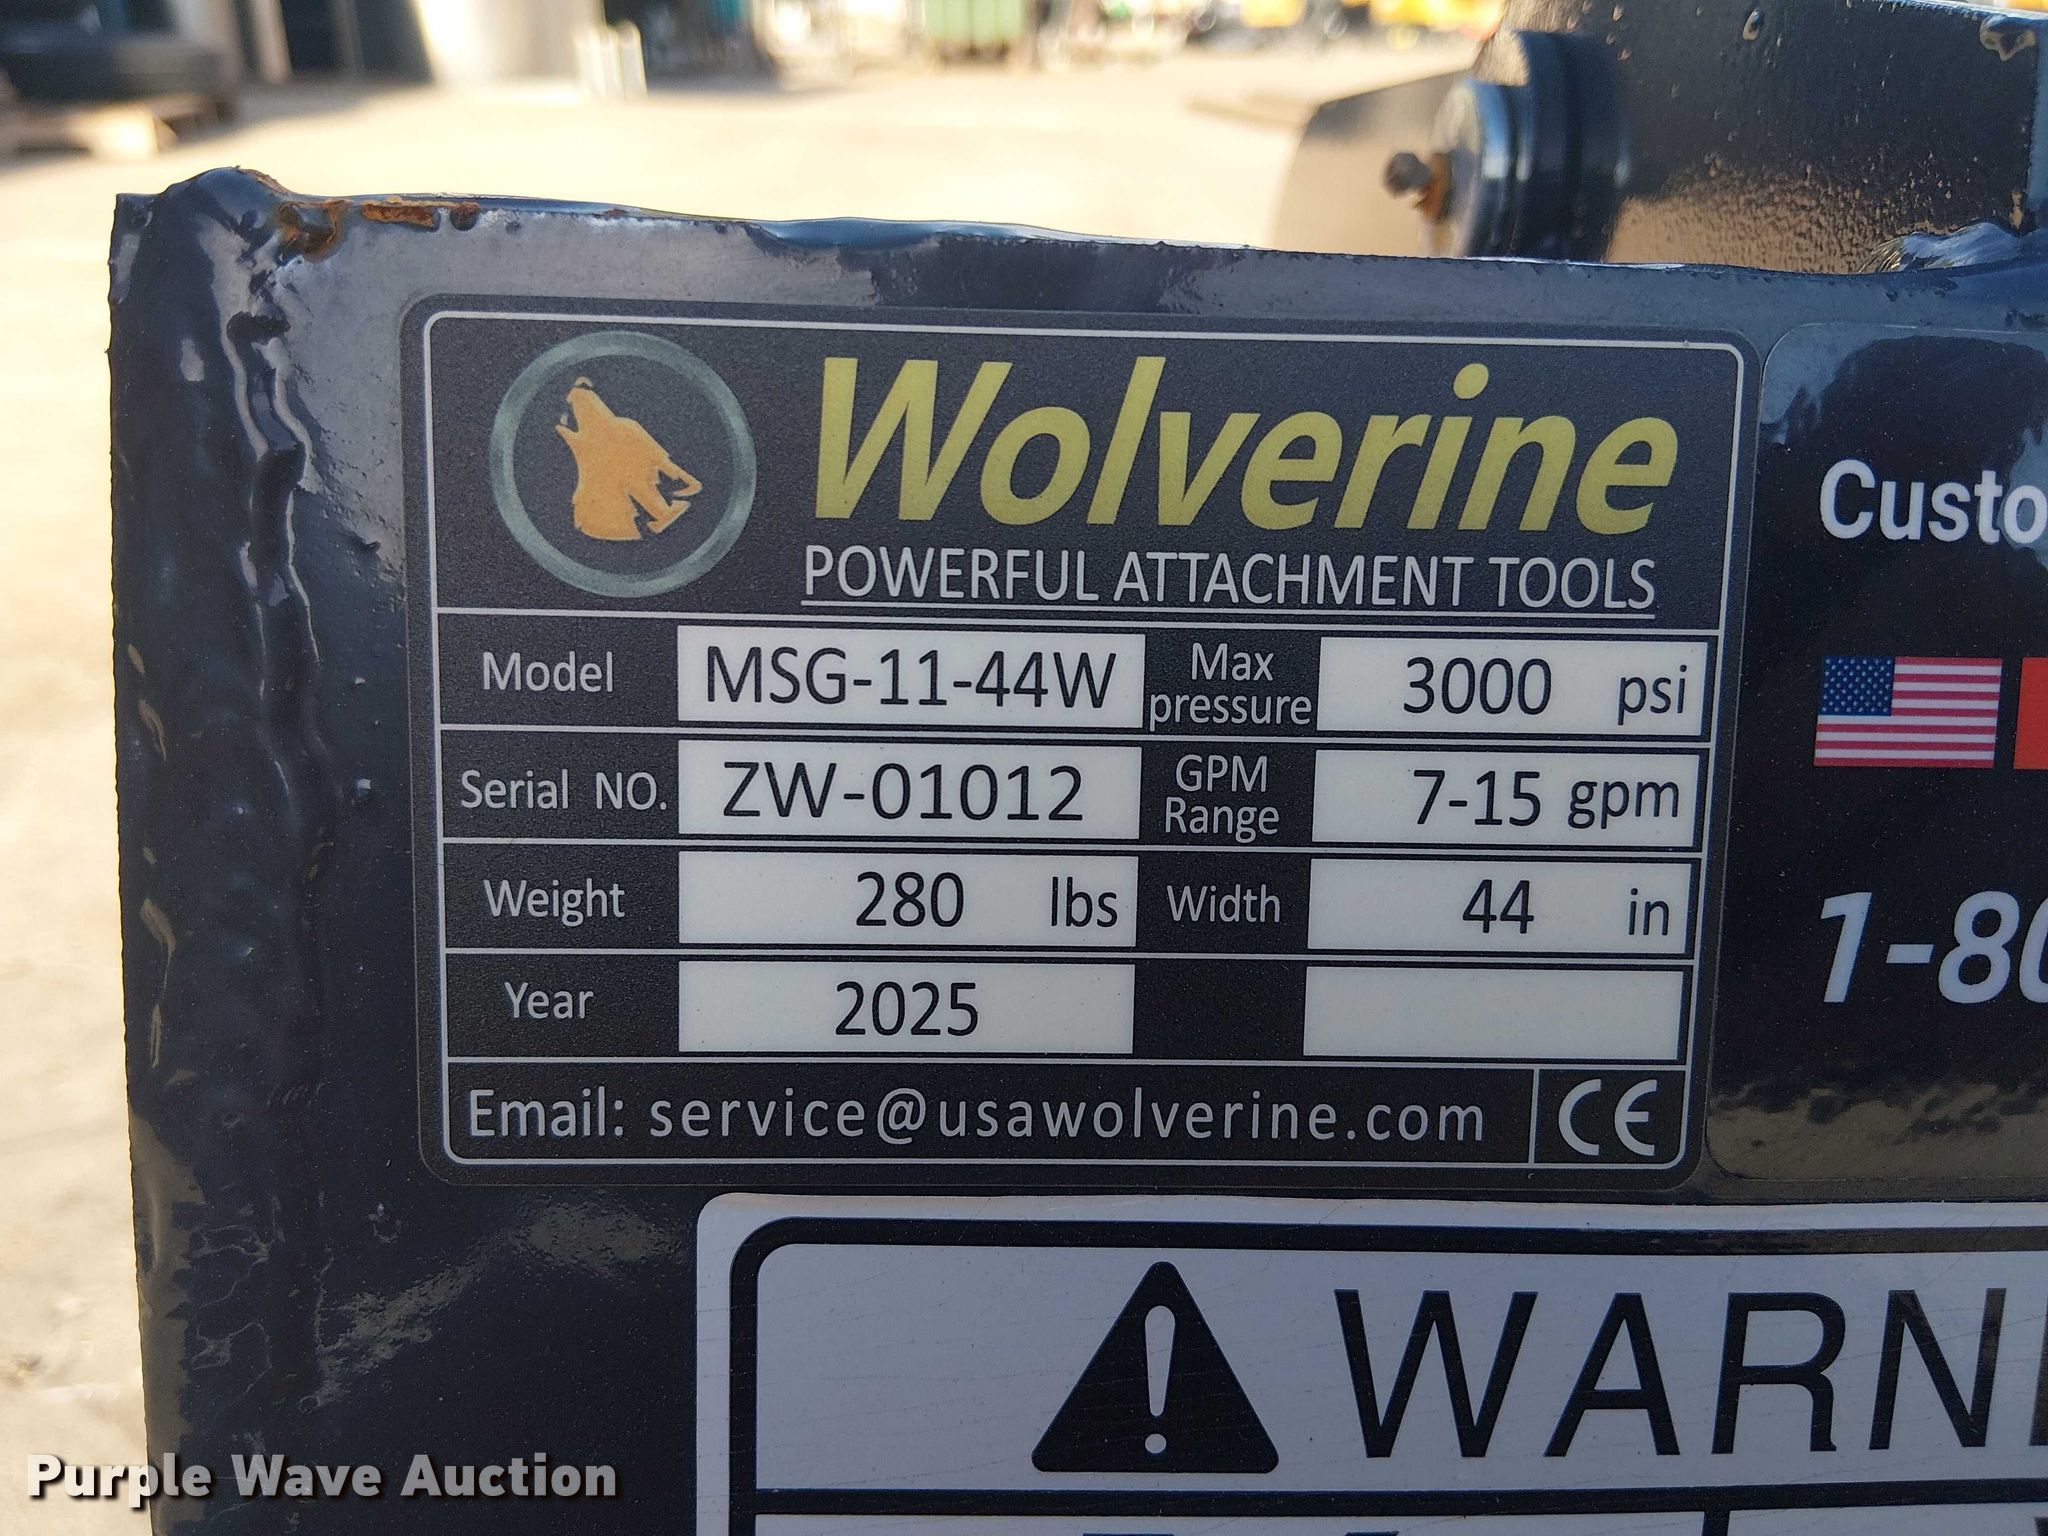 Wolverine
POWERFUL ATTACHMENT TOOLS
Model MSG-11-44W Max pressure 3000 psi
Serial NO. ZW-01012 GPM Range 7-15 gpm
Weight 280 lbs Width 44 in
Year 2025
Email: service@usawolverine.com CE
Custo
1-80
WARNI
Purple Wave Auction